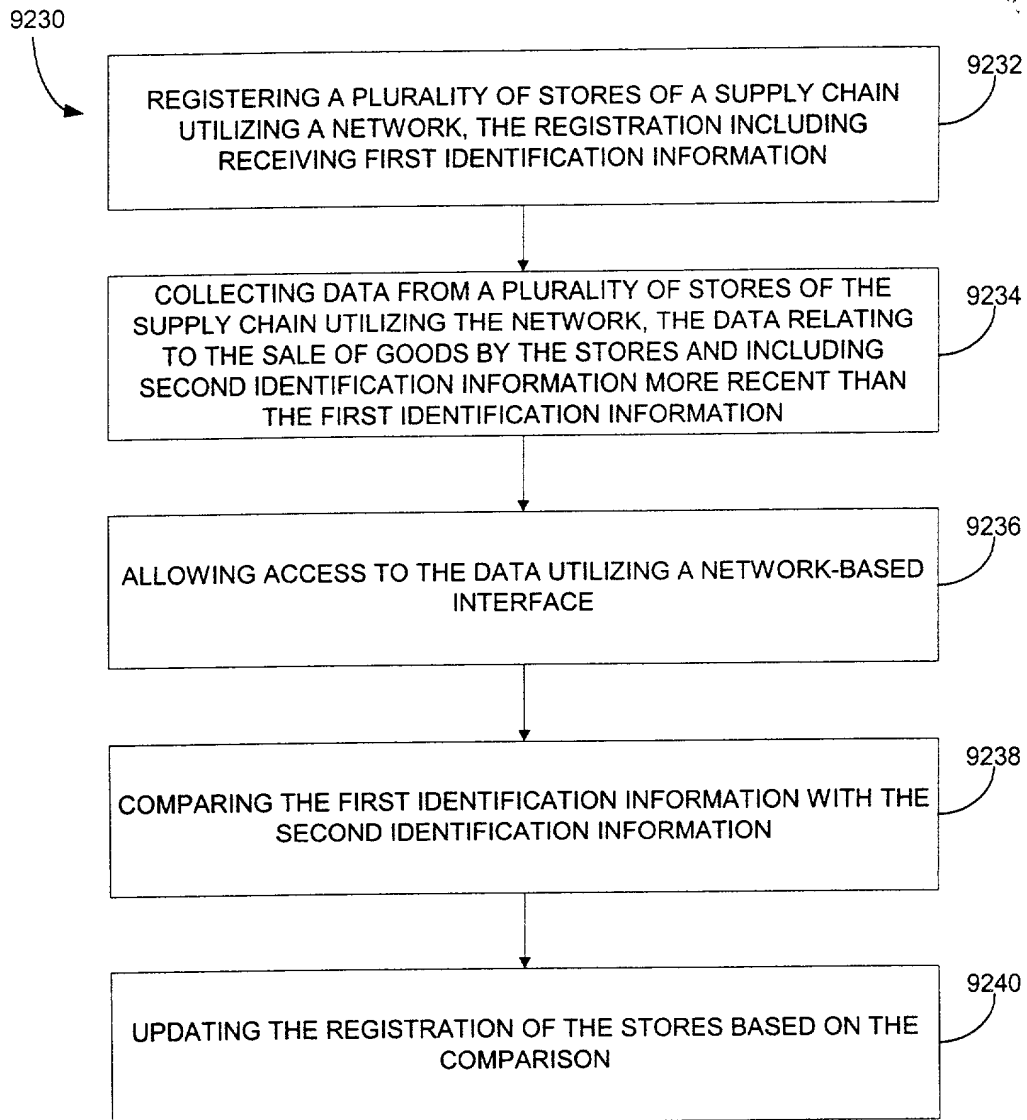 9230
9232
REGISTERING A PLURALITY OF STORES OF A SUPPLY CHAIN
UTILIZING A NETWORK, THE REGISTRATION INCLUDING
RECEIVING FIRST IDENTIFICATION INFORMATION
9234
COLLECTING DATA FROM A PLURALITY OF STORES OF THE
SUPPLY CHAIN UTILIZING THE NETWORK, THE DATA RELATING
TO THE SALE OF GOODS BY THE STORES AND INCLUDING
SECOND IDENTIFICATION INFORMATION MORE RECENT THAN
THE FIRST IDENTIFICATION INFORMATION
9236
ALLOWING ACCESS TO THE DATA UTILIZING A NETWORK-BASED
INTERFACE
9238
COMPARING THE FIRST IDENTIFICATION INFORMATION WITH THE
SECOND IDENTIFICATION INFORMATION
9240
UPDATING THE REGISTRATION OF THE STORES BASED ON THE
COMPARISON